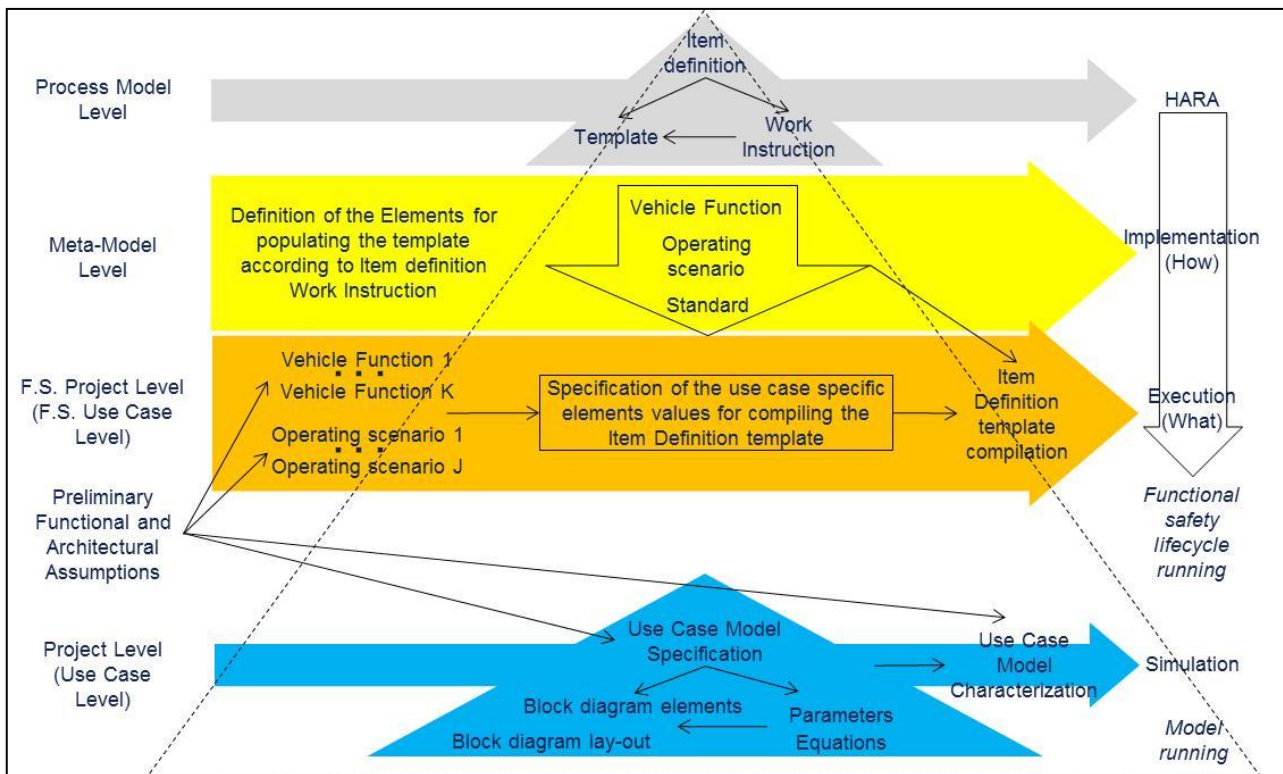 Item
definition
Process Model
Level
HARA
Template
Work
Instruction
Meta-Model
Level
Definition of the Elements for
populating the template
according to Item definition
Work Instruction
Vehicle Function
Operating
scenario
Standard
Implementation
(How)
F.S. Project Level
(F.S. Use Case
Level)
Vehicle Function 1
Vehicle Function K
Operating scenario 1
Operating scenario J
Specification of the use case specific
elements values for compiling the
Item Definition template
Item
Definition
template
compilation
Execution
(What)
Preliminary
Functional and
Architectural
Assumptions
Functional
safety
lifecycle
running
Project Level
(Use Case
Level)
Use Case Model
Specification
Use Case
Model
Characterization
Simulation
Block diagram elements
Block diagram lay-out
Parameters
Equations
Model
running